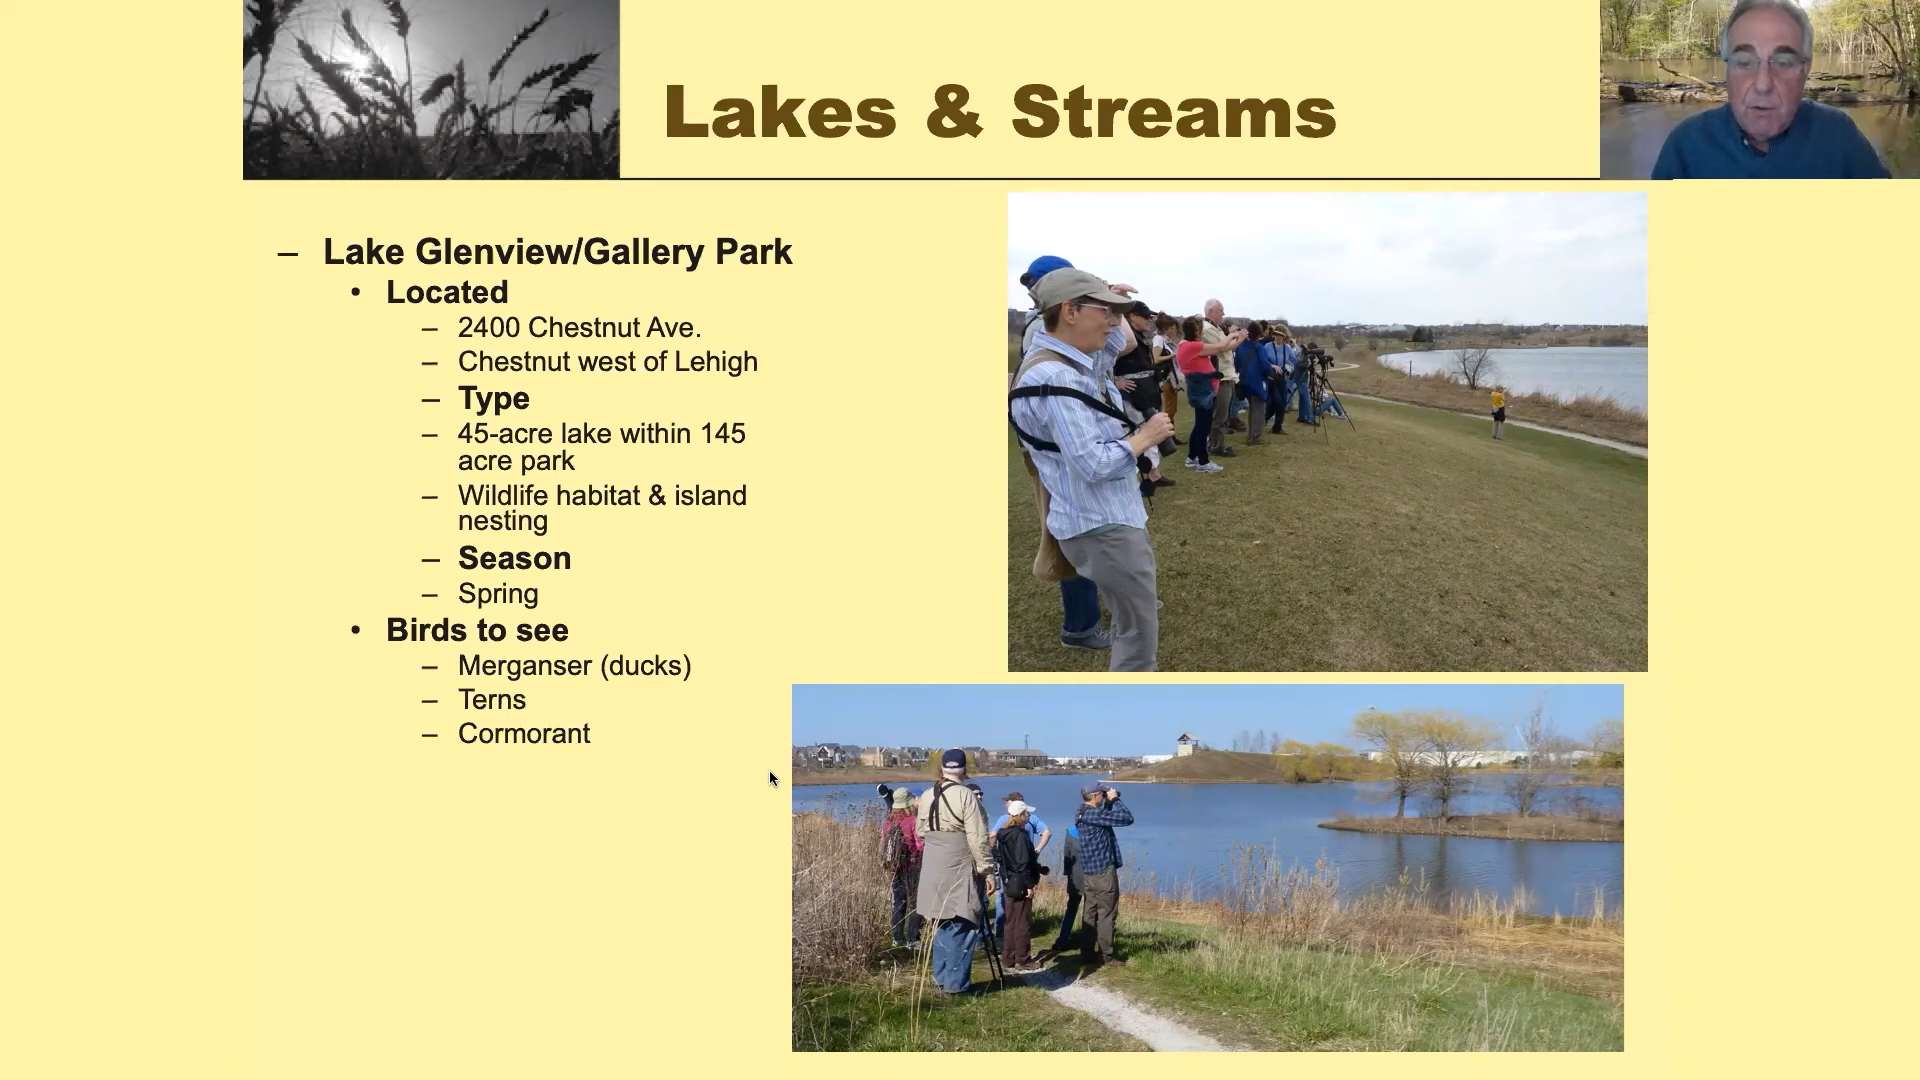 Lakes & Streams
– Lake Glenview/Gallery Park
• Located
– 2400 Chestnut Ave.
– Chestnut west of Lehigh
– Type
– 45-acre lake within 145
acre park
– Wildlife habitat & island
nesting
– Season
– Spring
• Birds to see
– Merganser (ducks)
– Terns
– Cormorant